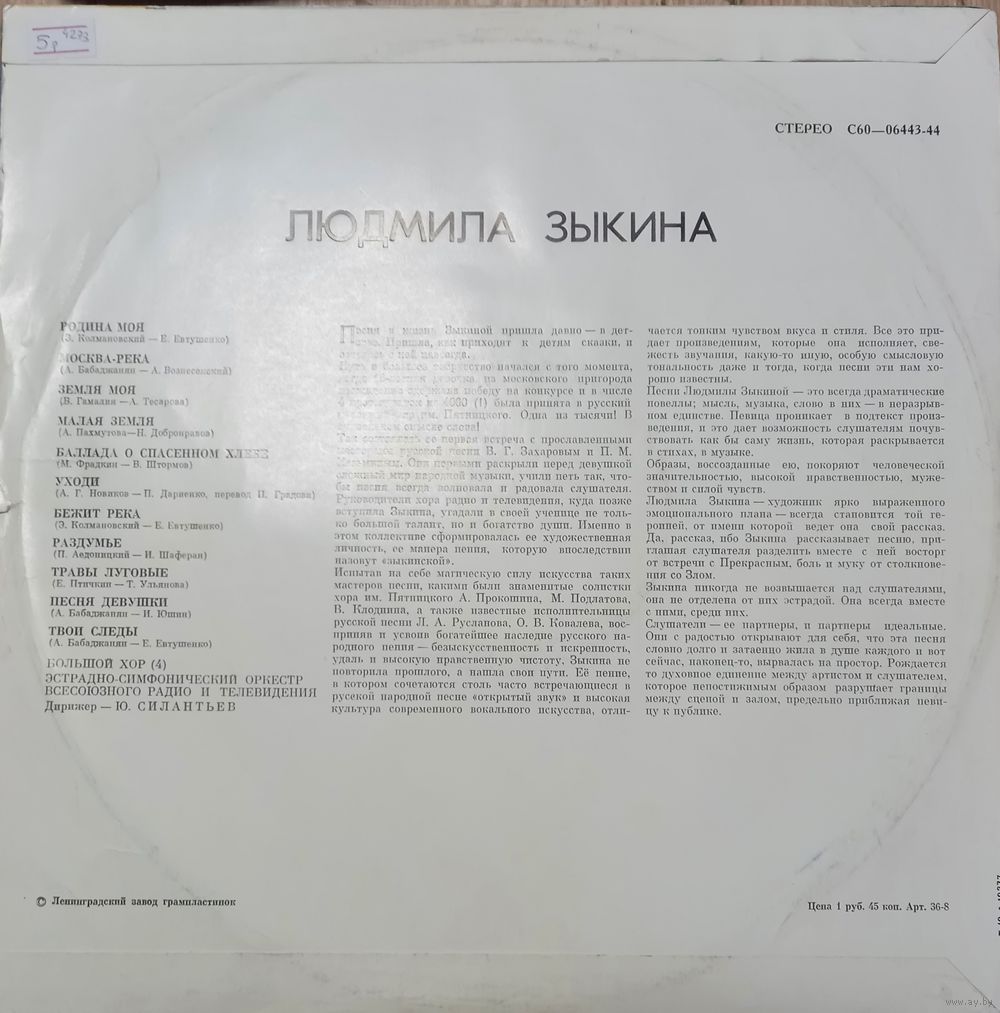 5р 4273
СТЕРЕО С60—06443-44
ЛЮДМИЛА ЗЫКИНА
РОДИНА МОЯ
(Э. Колмановский — Е. Евтушенко)
МОСКВА-РЕКА
(А. Бабаджанян — А. Вознесенский)
ЗЕМЛЯ МОЯ
(В. Гамалия — А. Тесарова)
МАЛАЯ ЗЕМЛЯ
(А. Пахмутова — Н. Добронравов)
БАЛЛАДА О СПАСЕННОМ ХЛЕБЕ
(М. Фрадкин — В. Штормов)
УХОДИ
(А. Г. Новиков — П. Дариенко, перевод П. Градова)
БЕЖИТ РЕКА
(Э. Колмановский — Е. Евтушенко)
РАЗДУМЬЕ
(П. Аедоницкий — И. Шаферан)
ТРАВЫ ЛУГОВЫЕ
(Е. Птичкин — Т. Ульянова)
ПЕСНЯ ДЕВУШКИ
(А. Бабаджанян — И. Юшин)
ТВОИ СЛЕДЫ
(А. Бабаджанян — Е. Евтушенко)
БОЛЬШОЙ ХОР (4)
ЭСТРАДНО-СИМФОНИЧЕСКИЙ ОРКЕСТР
ВСЕСОЮЗНОГО РАДИО И ТЕЛЕВИДЕНИЯ
Дирижер — Ю. СИЛАНТЬЕВ
Песня в жизнь Зыкиной пришла давно — в дет-
Пришла, как приходят к детям сказки, и
с ней навсегда.
Путь в большое творчество начался с того момента,
девочка из московского пригорода
победу на конкурсе и в числе
4000 (!) была принята в русский
им. Пятницкого. Одна из тысячи! В
смысле слова!
Так состоялась ее первая встреча с прославленными
русской песни В. Г. Захаровым и П. М.
Казьминым. Они первыми раскрыли перед девушкой
сложный мир народной музыки, учили петь так, что-
бы песня всегда волновала и радовала слушателя.
Руководители хора радио и телевидения, куда позже
вступила Зыкина, угадали в своей ученице не толь-
ко большой талант, но и богатство души. Именно в
этом коллективе сформировалась ее художественная
личность, ее манера пения, которую впоследствии
назовут «зыкинской».
Испытав на себе магическую силу искусства таких
мастеров песни, какими были знаменитые солистки
хора им. Пятницкого А. Прокошина, М. Подлатова,
В. Клоднина, а также известные исполнительницы
русской песни Л. А. Русланова, О. В. Ковалева, вос-
приняв и усвоив богатейшее наследие русского на-
родного пения — безыскусственность и искренность,
удаль и высокую нравственную чистоту, Зыкина не
повторила прошлого, а нашла свои пути. Её пение,
в котором сочетаются столь часто встречающиеся в
русской народной песне «открытый звук» и высокая
культура современного вокального искусства, отли-
чается тонким чувством вкуса и стиля. Все это при-
дает произведениям, которые она исполняет, све-
жесть звучания, какую-то иную, особую смысловую
тональность даже и тогда, когда песни эти нам хо-
рошо известны.
Песни Людмилы Зыкиной — это всегда драматические
новеллы; мысль, музыка, слово в них — в неразрыв-
ном единстве. Певица проникает в подтекст произ-
ведения, и это дает возможность слушателям почув-
ствовать как бы саму жизнь, которая раскрывается
в стихах, в музыке.
Образы, воссозданные ею, покоряют человеческой
значительностью, высокой нравственностью, муже-
ством и силой чувств.
Людмила Зыкина — художник ярко выраженного
эмоционального плана — всегда становится той ге-
роиней, от имени которой ведет она свой рассказ.
Да, рассказ, ибо Зыкина рассказывает песню, при-
глашая слушателя разделить вместе с ней восторг
от встречи с Прекрасным, боль и муку от столкнове-
ния со Злом.
Зыкина никогда не возвышается над слушателями,
она не отделена от них эстрадой. Она всегда вместе
с ними, среди них.
Слушатели — ее партнеры, и партнеры идеальные.
Они с радостью открывают для себя, что эта песня
словно долго и затаенно жила в душе каждого и вот
сейчас, наконец-то, вырвалась на простор. Рождается
то духовное единение между артистом и слушателем,
которое непостижимым образом разрушает границы
между сценой и залом, предельно приближая певи-
цу к публике.
© Ленинградский завод грампластинок
Цена 1 руб. 45 коп. Арт. 36-8
www.ay.by